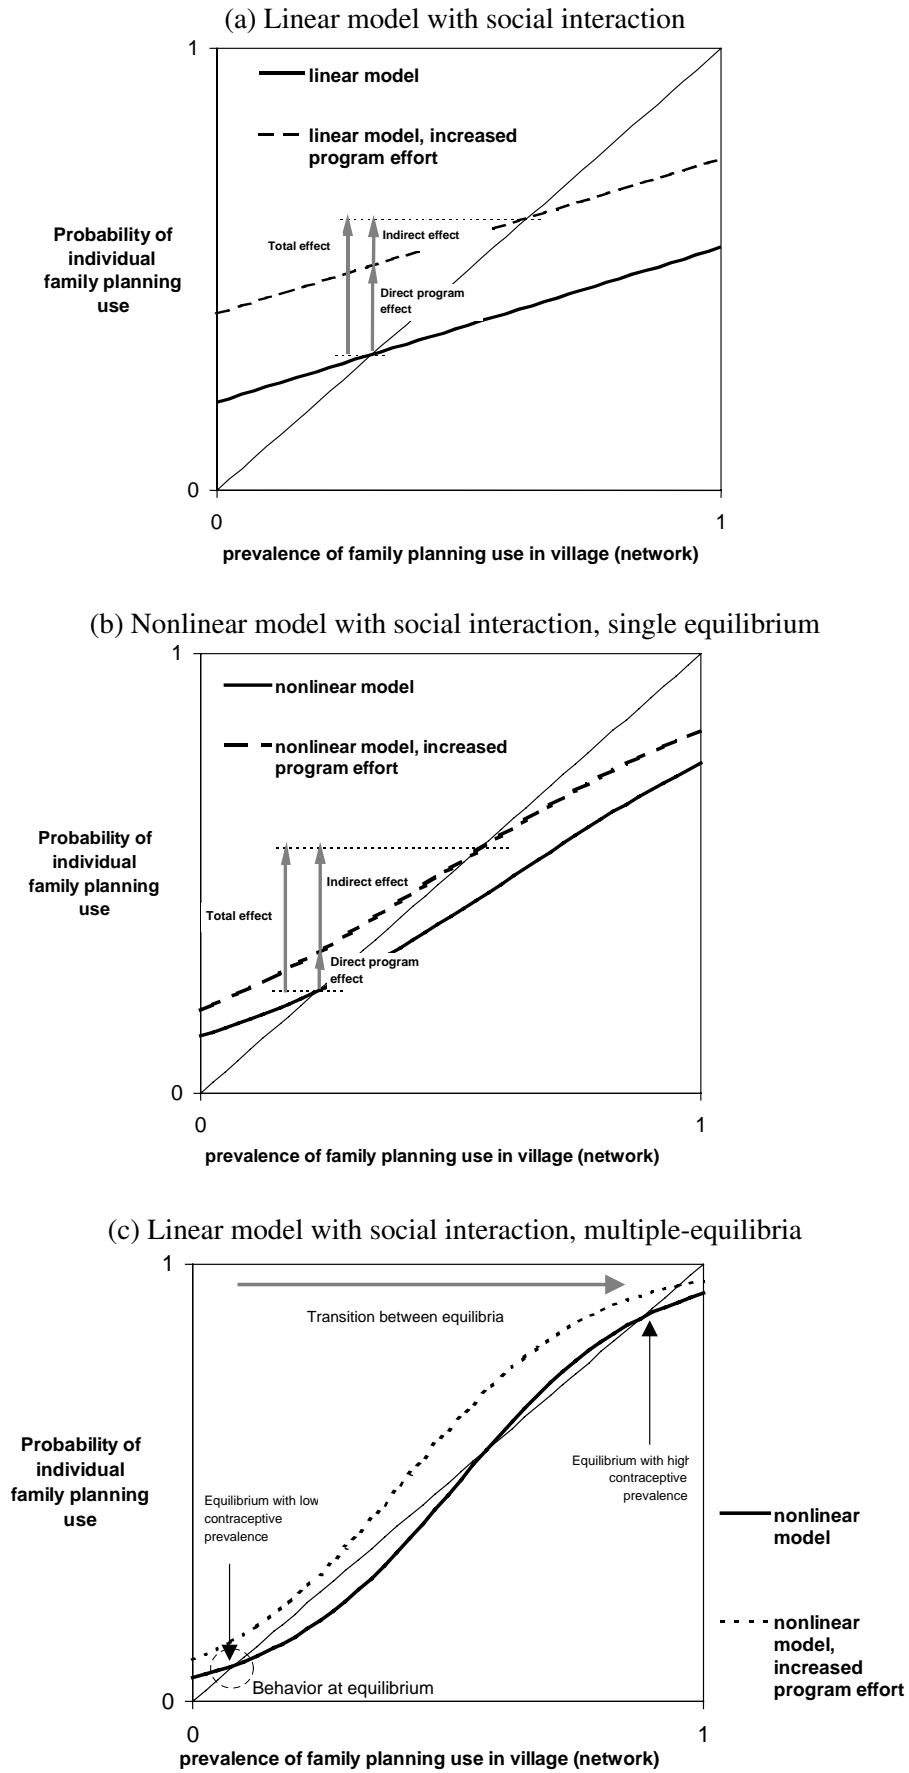 (a) Linear model with social interaction
1
linear model
linear model, increased
program effort
Probability of
individual
family planning
use
Total effect
Indirect effect
Direct program
effect
0
0
1
prevalence of family planning use in village (network)
(b) Nonlinear model with social interaction, single equilibrium
1
nonlinear model
nonlinear model, increased
program effort
Probability of
individual
family planning
use
Indirect effect
Total effect
Direct program
effect
0
0
1
prevalence of family planning use in village (network)
(c) Linear model with social interaction, multiple-equilibria
1
Transition between equilibria
Probability of
individual
family planning
use
Equilibrium with low
contraceptive
prevalence
Equilibrium with high
contraceptive
prevalence
nonlinear
model
nonlinear
model,
increased
program effort
Behavior at equilibrium
0
0
1
prevalence of family planning use in village (network)